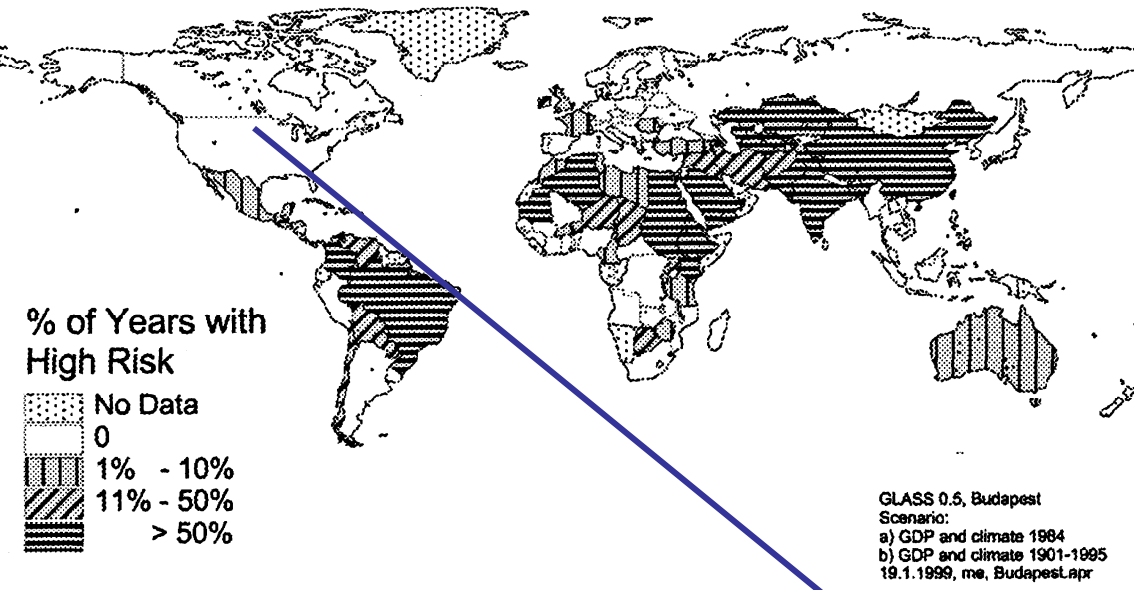 % of Years with
High Risk
No Data
0
1% - 10%
11% - 50%
> 50%
GLASS 0.5, Budapest
Scenario:
a) GDP and climate 1984
b) GDP and climate 1901-1995
19.1.1999, me, Budapest.apr